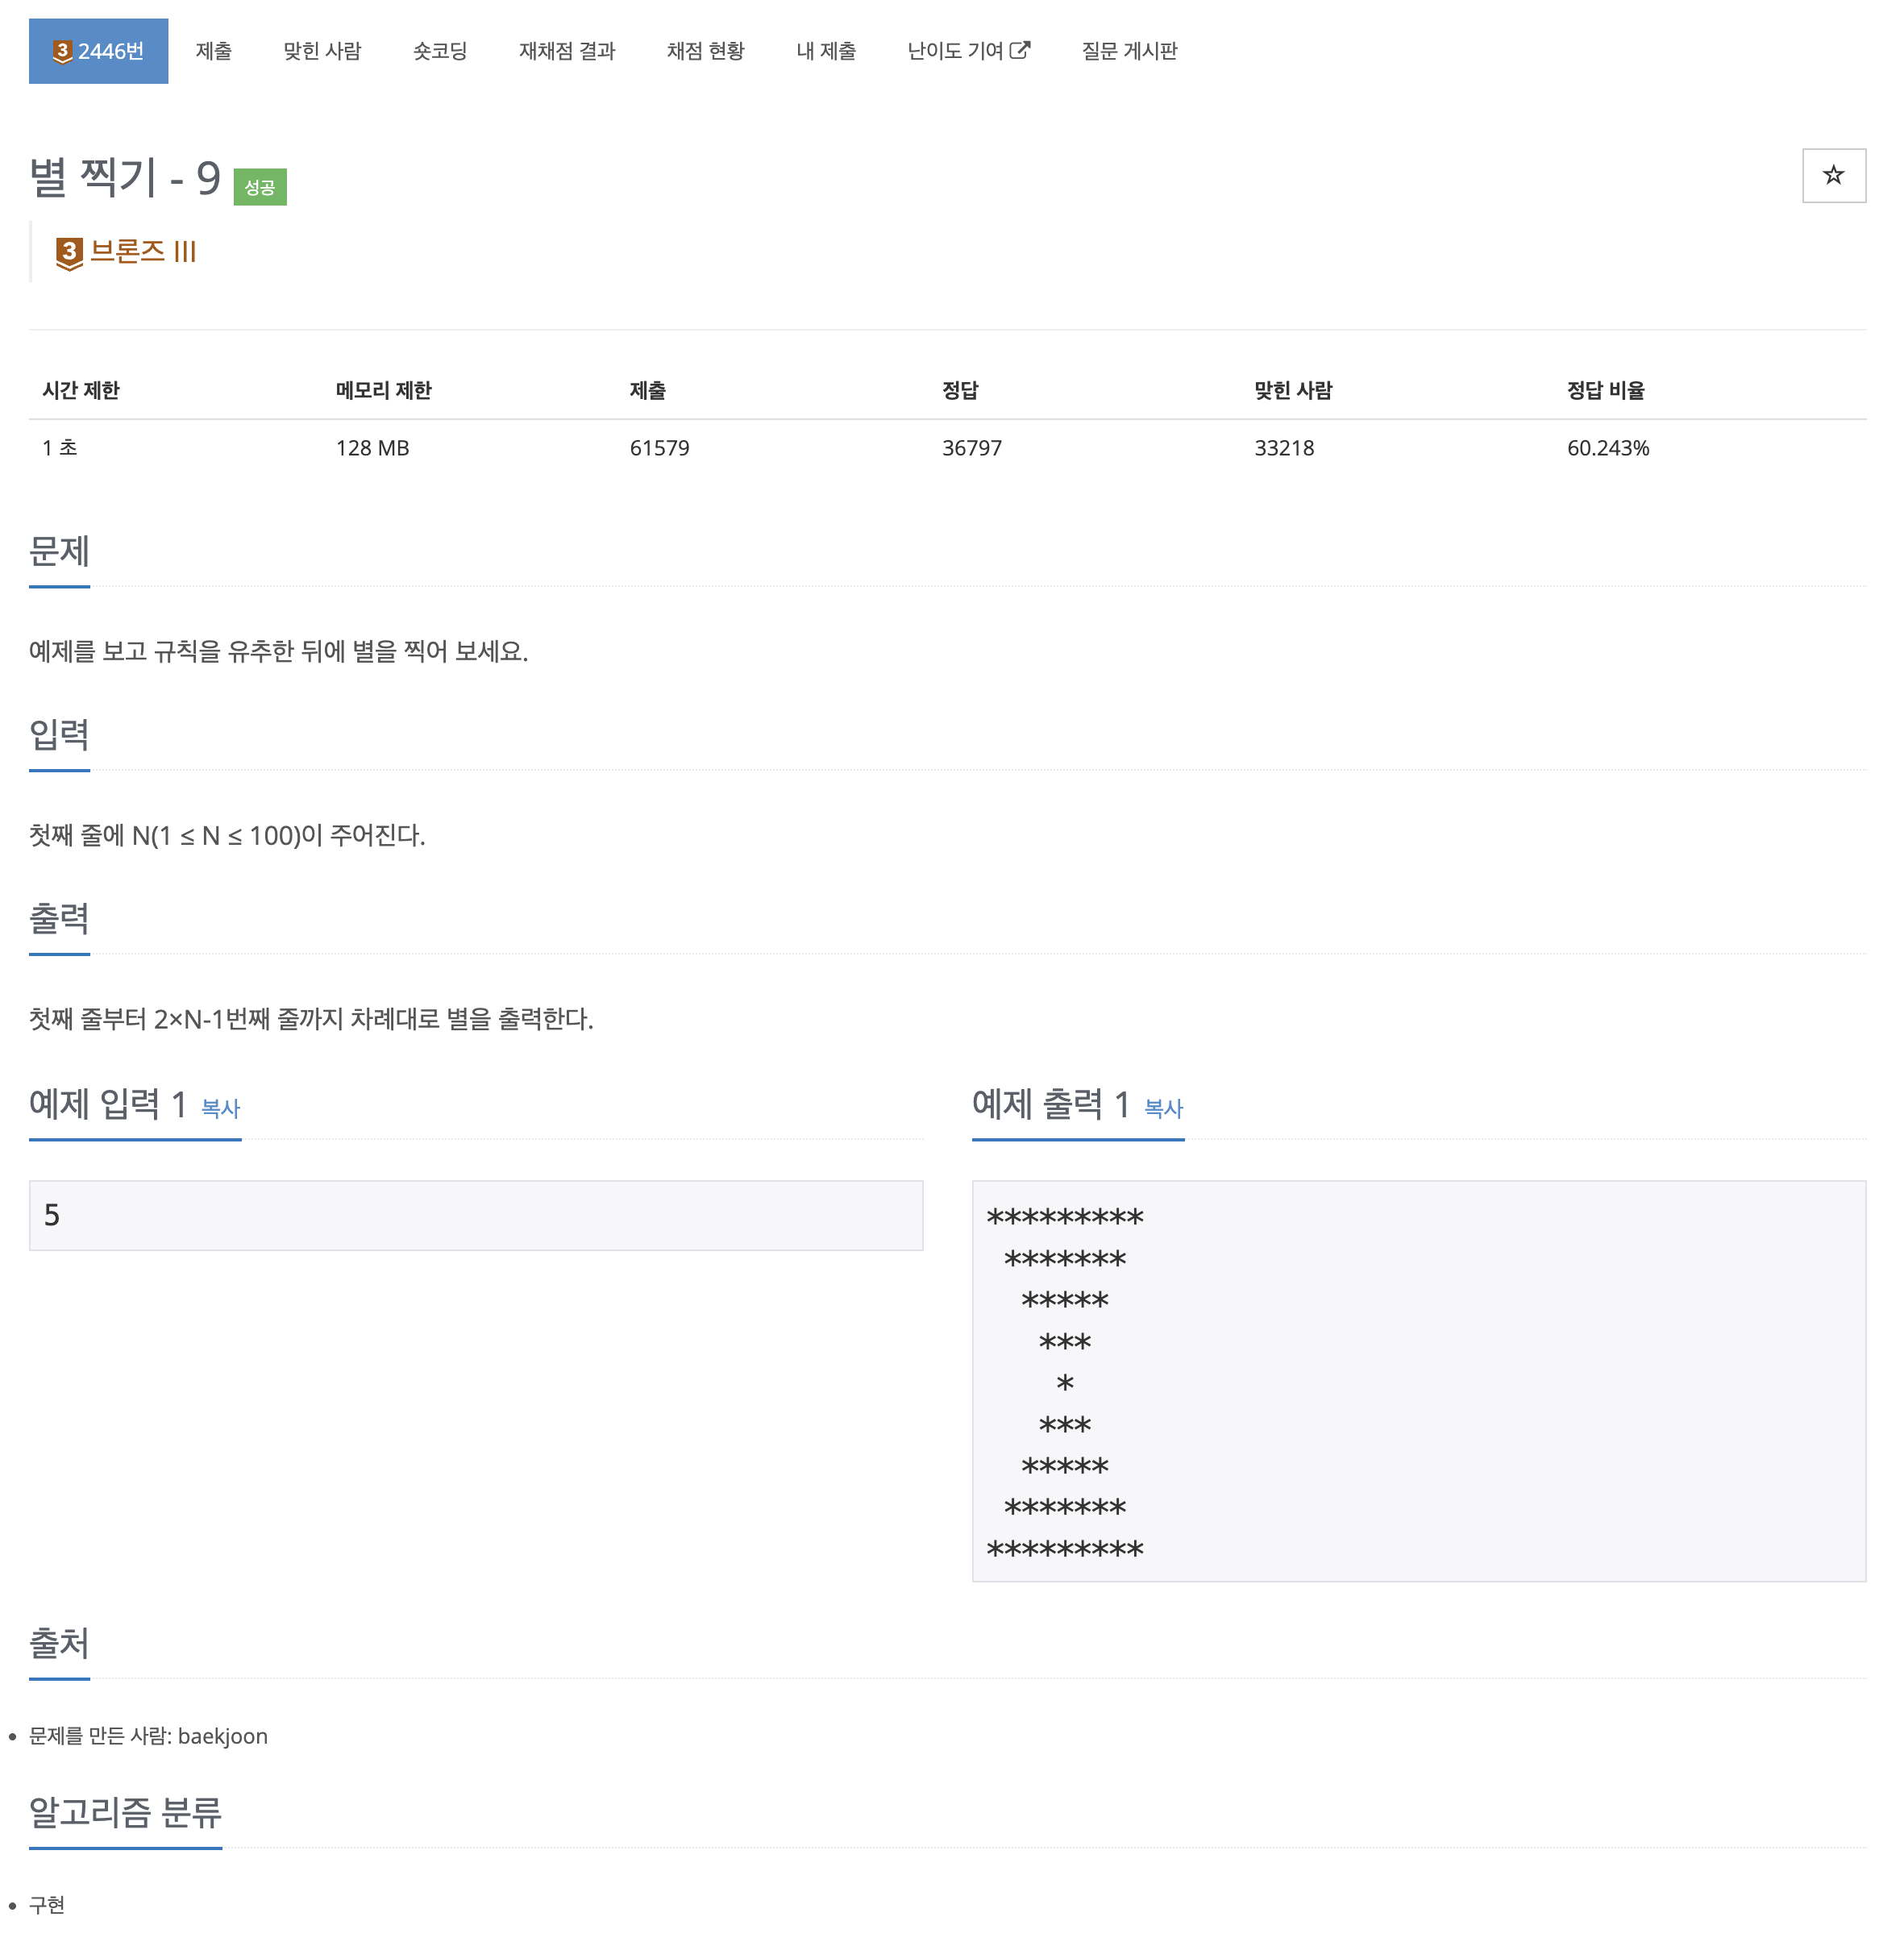 3 2446번 제출 맞힌 사람 숏코딩 재채점 결과 채점 현황 내 제출 난이도 기여 질문 게시판
별 찍기 - 9 성공
3 브론즈 III
시간 제한 메모리 제한 제출 정답 맞힌 사람 정답 비율
1 초 128 MB 61579 36797 33218 60.243%
문제
예제를 보고 규칙을 유추한 뒤에 별을 찍어 보세요.
입력
첫째 줄에 N(1 ≤ N ≤ 100)이 주어진다.
출력
첫째 줄부터 2×N-1번째 줄까지 차례대로 별을 출력한다.
예제 입력 1 복사
5
예제 출력 1 복사
*********
 *******
  *****
   ***
    *
   ***
  *****
 *******
*********
출처
문제를 만든 사람: baekjoon
알고리즘 분류
구현